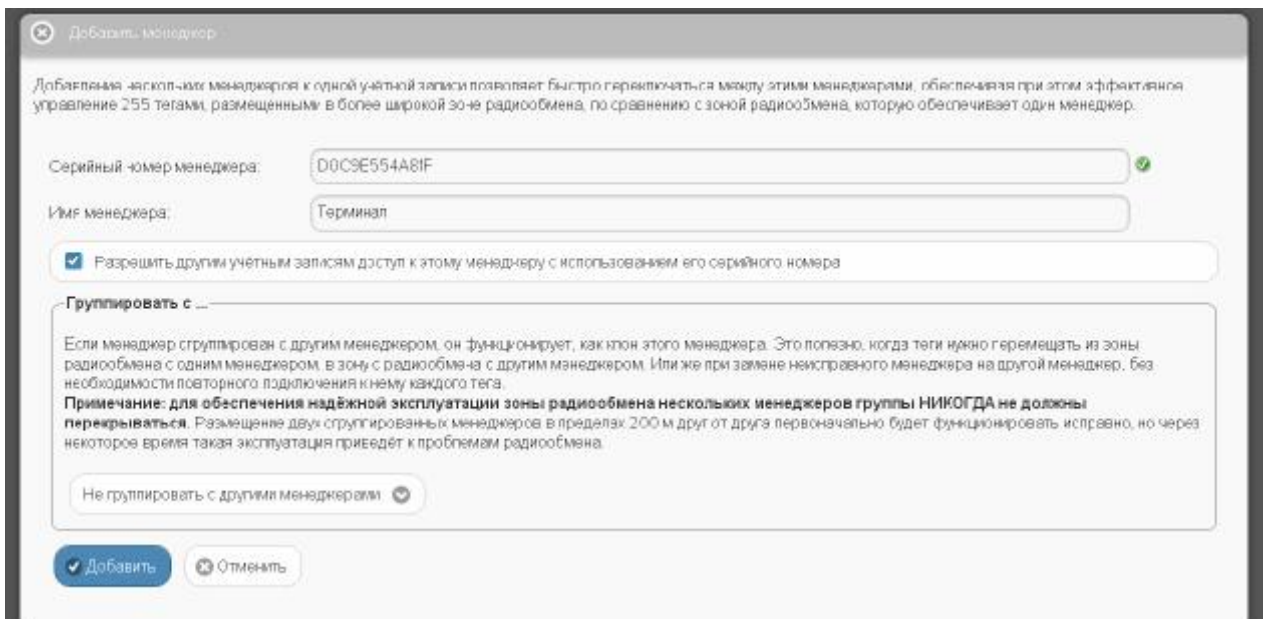 Добавить менеджер
Добавление нескольких менеджеров к одной учётной записи позволяет быстро переключаться между этими менеджерами, обеспечивая при этом эффективное
управление 255 тегами, размещенными в более широкой зоне радиообмена, по сравнению с зоной радиообмена, которую обеспечивает один менеджер.
Серийный номер менеджера:
D0C9E554A81F
Имя менеджера:
Терминал
Разрешить другим учётным записям доступ к этому менеджеру с использованием его серийного номера
Группировать с ...
Если менеджер сгруппирован с другим менеджером, он функционирует, как клон этого менеджера. Это полезно, когда теги нужно перемещать из зоны
радиообмена с одним менеджером, в зону с радиообмена с другим менеджером. Или же при замене неисправного менеджера на другой менеджер, без
необходимости повторного подключения к нему каждого тега.
Примечание: для обеспечения надёжной эксплуатации зоны радиообмена нескольких менеджеров группы НИКОГДА не должны
перекрываться. Размещение двух сгруппированных менеджеров в пределах 200 м друг от друга первоначально будет функционировать исправно, но через
некоторое время такая эксплуатация приведёт к проблемам радиообмена.
Не группировать с другими менеджерами
Добавить
Отменить